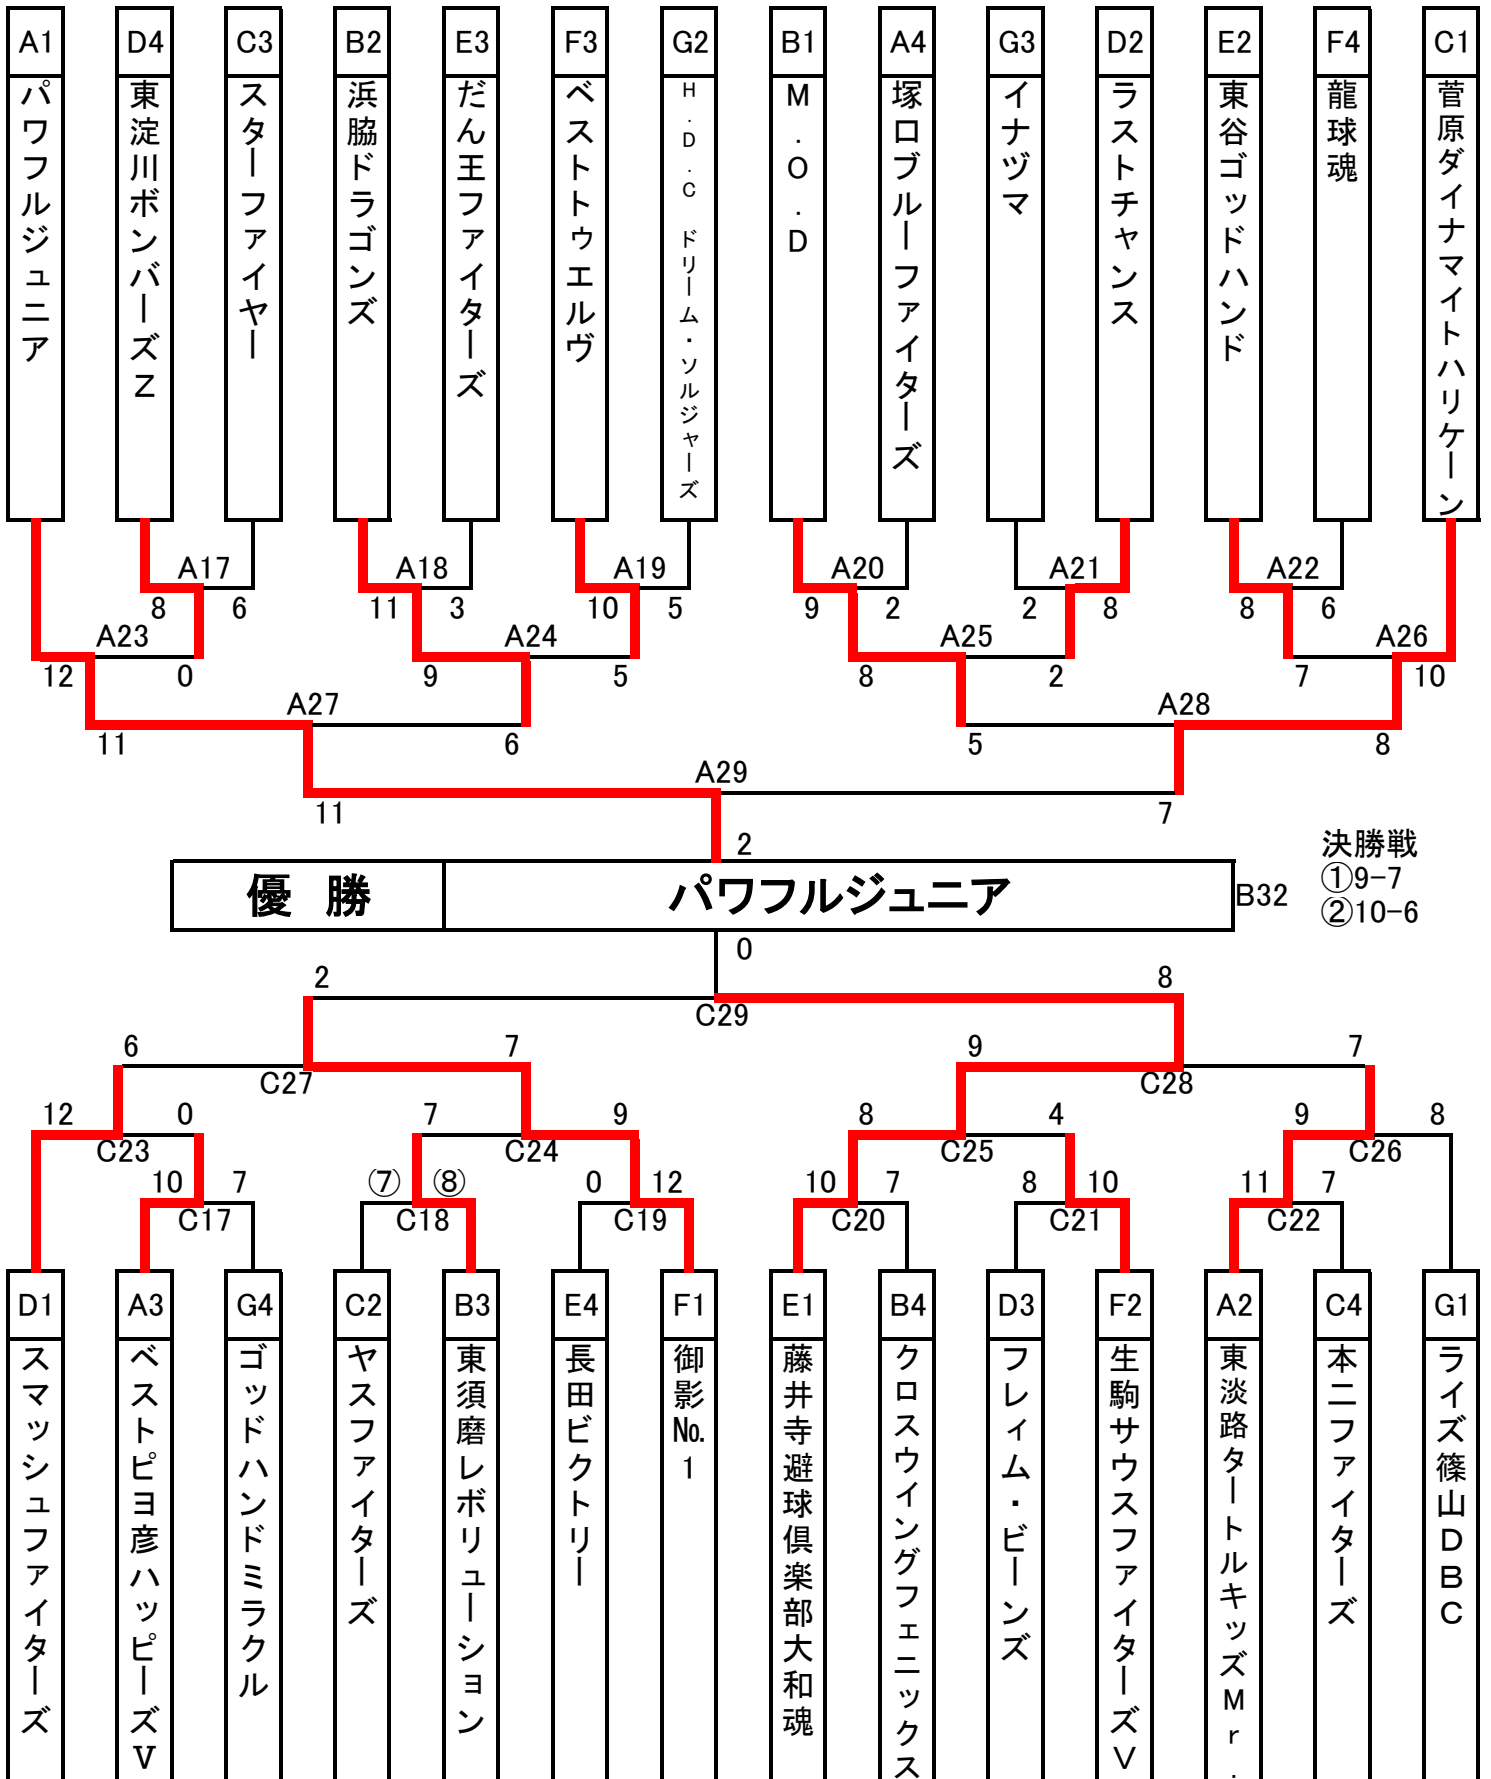 A1 D4 C3 B2 E3 F3 G2 B1 A4 G3 D2 E2 F4 C1
パワフルジュニア
東淀川ボンバーズZ
スターファイヤー
浜脇ドラゴンズ
だん王ファイターズ
ベストトゥエルヴ
H.D.C ドリーム・ソルジャーズ
M.O.D
塚口ブルーファイターズ
イナヅマ
ラストチャンス
東谷ゴッドハンド
龍球魂
菅原ダイナマイトハリケーン
A17 A18 A19 A20 A21 A22
8 6 11 3 10 5 9 2 2 8 8 6
A23 A24 A25 A26
12 0 9 5 8 2 7 10
A27 A28
11 6 5 8
A29
11 7
2
決勝戦
①9-7
②10-6
優 勝 パワフルジュニア B32
0
2 8
C29
6 7 9 7
C27 C28
12 0 7 9 8 4 9 8
C23 C24 C25 C26
10 7 ⑦ ⑧ 0 12 10 7 8 10 11 7
C17 C18 C19 C20 C21 C22
D1 A3 G4 C2 B3 E4 F1 E1 B4 D3 F2 A2 C4 G1
スマッシュファイターズ
ベストピヨ彦ハッピーズV
ゴッドハンドミラクル
ヤスファイターズ
東須磨レボリューション
長田ビクトリー
御影№1
藤井寺避球倶楽部大和魂
クロスウイングフェニックス
フレィム・ビーンズ
生駒サウスファイターズV
東淡路タートルキッズMr.
本二ファイターズ
ライズ篠山DBC